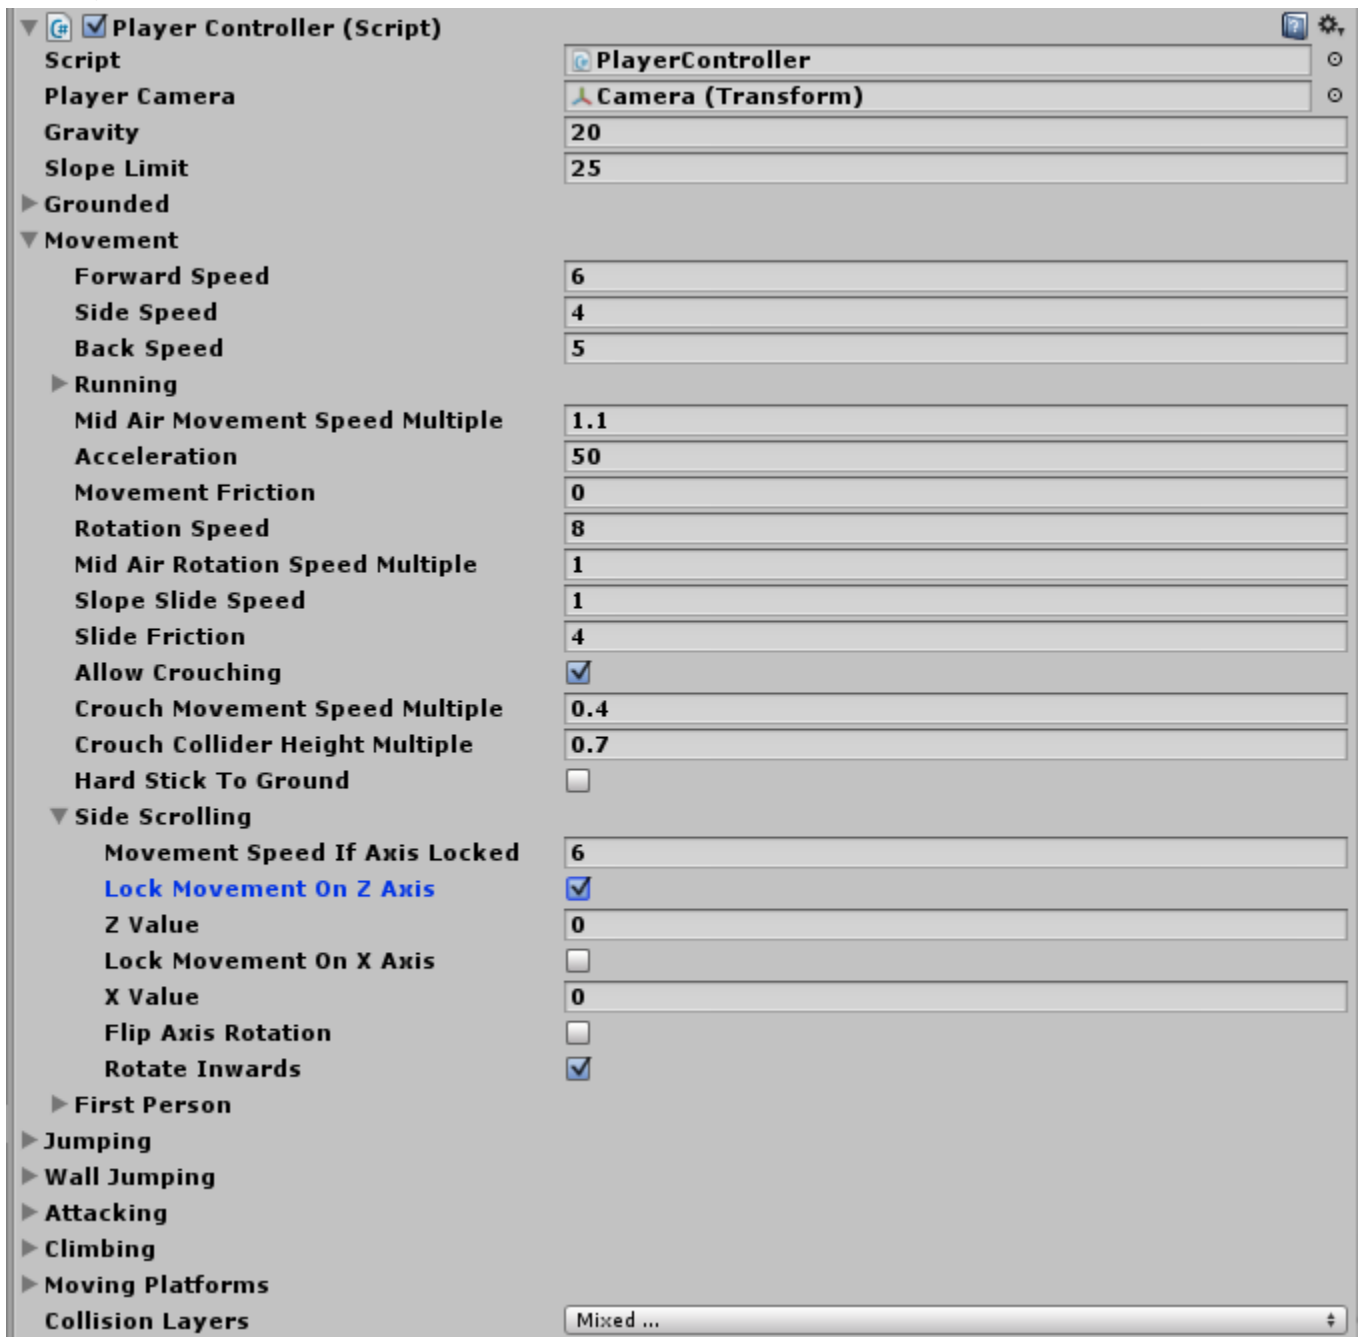 Player Controller (Script)
Script PlayerController
Player Camera Camera (Transform)
Gravity 20
Slope Limit 25
Grounded
Movement
Forward Speed 6
Side Speed 4
Back Speed 5
Running
Mid Air Movement Speed Multiple 1.1
Acceleration 50
Movement Friction 0
Rotation Speed 8
Mid Air Rotation Speed Multiple 1
Slope Slide Speed 1
Slide Friction 4
Allow Crouching
Crouch Movement Speed Multiple 0.4
Crouch Collider Height Multiple 0.7
Hard Stick To Ground
Side Scrolling
Movement Speed If Axis Locked 6
Lock Movement On Z Axis
Z Value 0
Lock Movement On X Axis
X Value 0
Flip Axis Rotation
Rotate Inwards
First Person
Jumping
Wall Jumping
Attacking
Climbing
Moving Platforms
Collision Layers Mixed ...